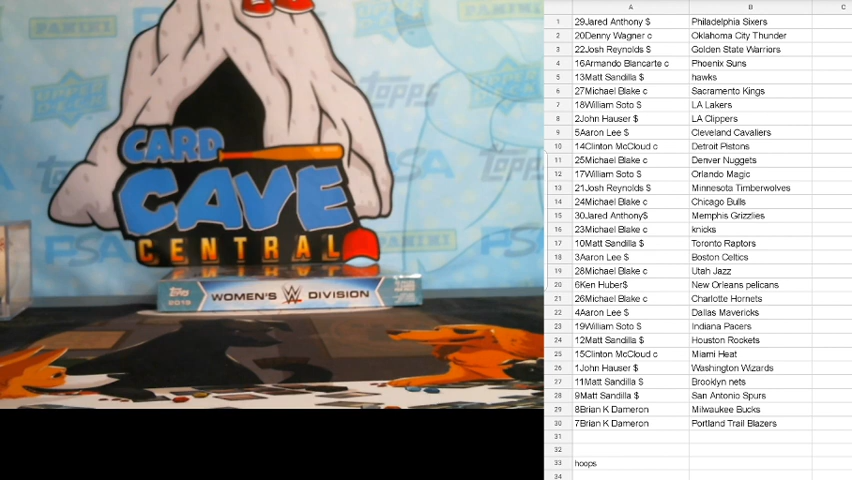 PANINI
UPPER DECK
topps
PSA
topps
PANINI
CARD
CAVE
CENTRAL
topps
2019
WOMEN'S W DIVISION
A B C
1 29Jared Anthony $ Philadelphia Sixers
2 20Denny Wagner c Oklahoma City Thunder
3 22Josh Reynolds $ Golden State Warriors
4 16Armando Blancarte c Phoenix Suns
5 13Matt Sandilla $ hawks
6 27Michael Blake c Sacramento Kings
7 18William Soto $ LA Lakers
8 2John Hauser $ LA Clippers
9 5Aaron Lee $ Cleveland Cavaliers
10 14Clinton McCloud c Detroit Pistons
11 25Michael Blake c Denver Nuggets
12 17William Soto $ Orlando Magic
13 21Josh Reynolds $ Minnesota Timberwolves
14 24Michael Blake c Chicago Bulls
15 30Jared Anthony$ Memphis Grizzlies
16 23Michael Blake c knicks
17 10Matt Sandilla $ Toronto Raptors
18 3Aaron Lee $ Boston Celtics
19 28Michael Blake c Utah Jazz
20 6Ken Huber$ New Orleans pelicans
21 26Michael Blake c Charlotte Hornets
22 4Aaron Lee $ Dallas Mavericks
23 19William Soto $ Indiana Pacers
24 12Matt Sandilla $ Houston Rockets
25 15Clinton McCloud c Miami Heat
26 1John Hauser $ Washington Wizards
27 11Matt Sandilla $ Brooklyn nets
28 9Matt Sandilla $ San Antonio Spurs
29 8Brian K Dameron Milwaukee Bucks
30 7Brian K Dameron Portland Trail Blazers
31
32
33 hoops
34